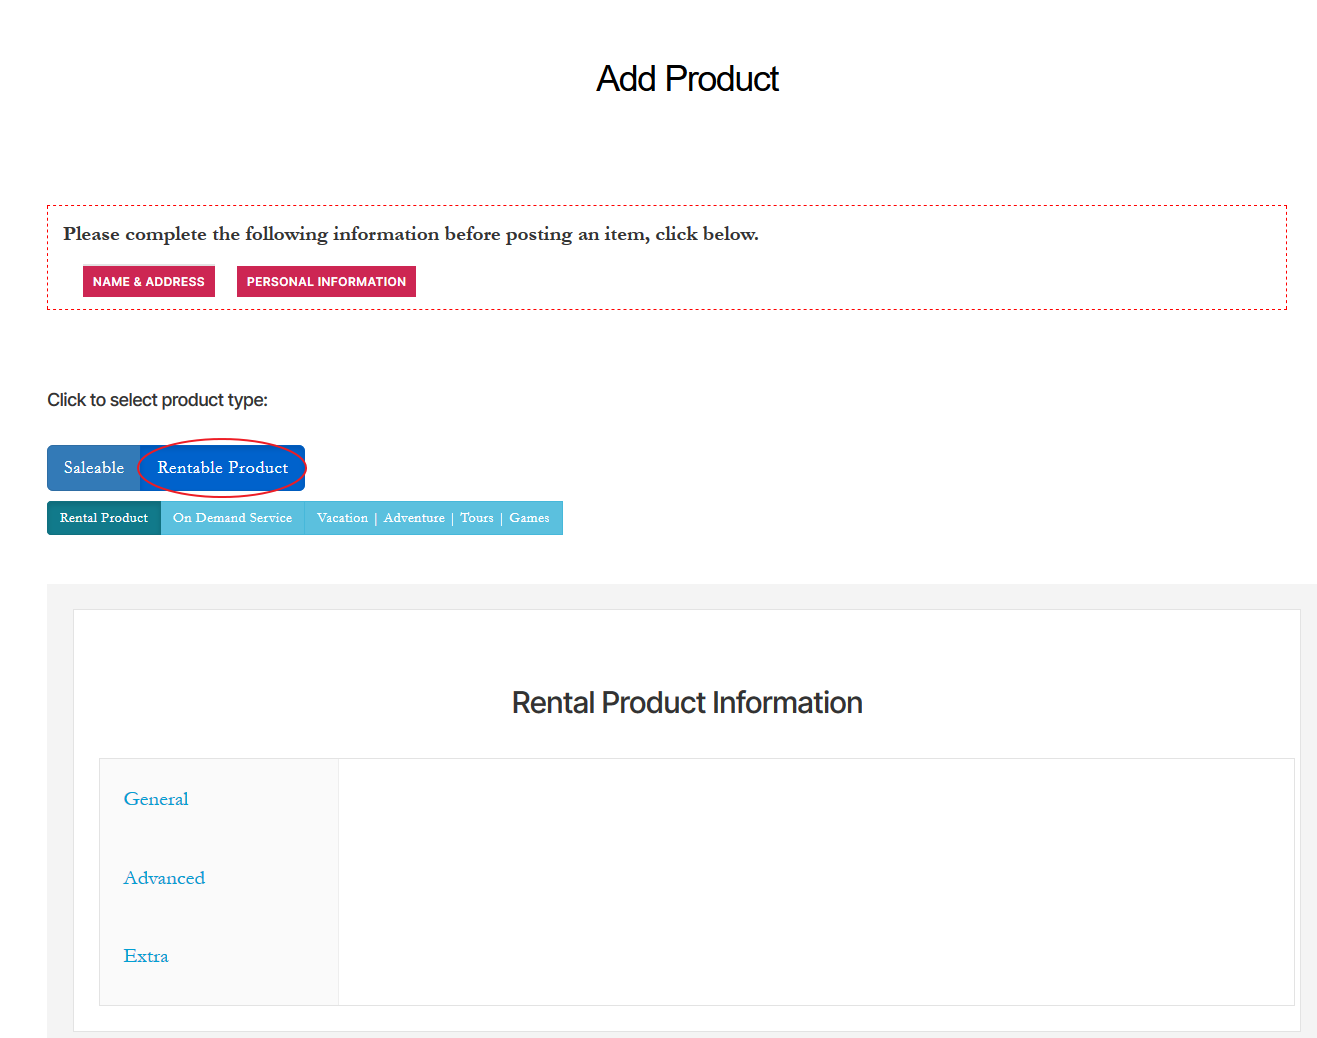 Add Product
Please complete the following information before posting an item, click below.
NAME & ADDRESS PERSONAL INFORMATION
Click to select product type:
Saleable Rentable Product
Rental Product On Demand Service Vacation | Adventure | Tours | Games
Rental Product Information
General
Advanced
Extra